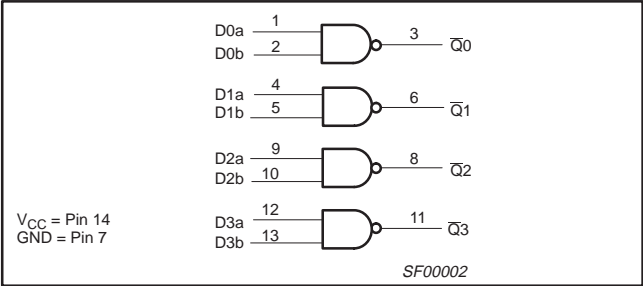 D0a 1
D0b 2
3 Q̅0
D1a 4
D1b 5
6 Q̅1
D2a 9
D2b 10
8 Q̅2
D3a 12
D3b 13
11 Q̅3
VCC = Pin 14
GND = Pin 7
SF00002